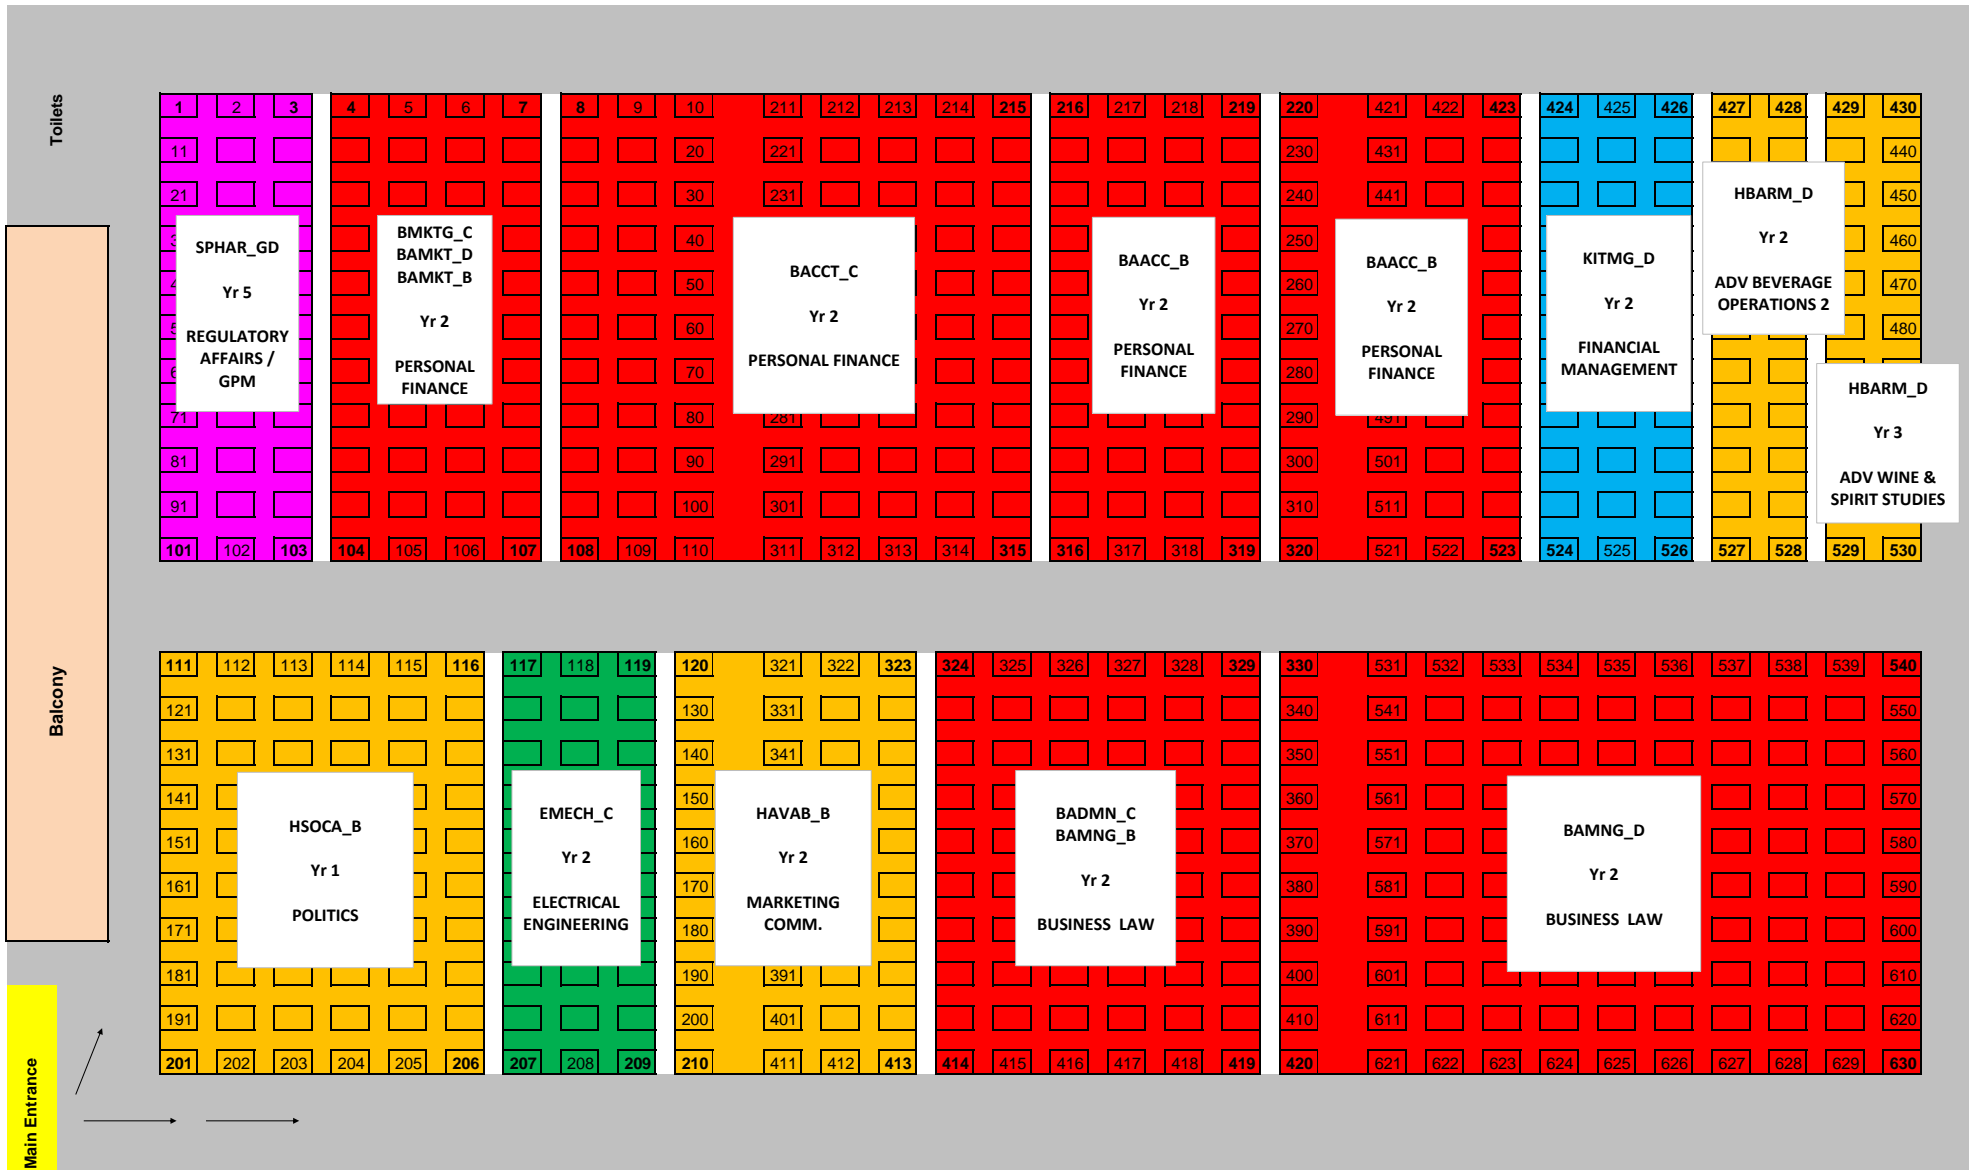 Toilets
1 2 3 4 5 6 7 8 9 10 211 212 213 214 215 216 217 218 219 220 421 422 423 424 425 426 427 428 429 430
11 20 221 230 431 440
21 30 231 240 441 450
40 250 460
50 260 470
60 270 480
70 280
71 80 281 290 491
81 90 291 300 501
91 100 301 310 511
101 102 103 104 105 106 107 108 109 110 311 312 313 314 315 316 317 318 319 320 521 522 523 524 525 526 527 528 529 530
SPHAR_GD
Yr 5
REGULATORY
AFFAIRS /
GPM
BMKTG_C
BAMKT_D
BAMKT_B
Yr 2
PERSONAL
FINANCE
BACCT_C
Yr 2
PERSONAL FINANCE
BAACC_B
Yr 2
PERSONAL
FINANCE
BAACC_B
Yr 2
PERSONAL
FINANCE
KITMG_D
Yr 2
FINANCIAL
MANAGEMENT
HBARM_D
Yr 2
ADV BEVERAGE
OPERATIONS 2
HBARM_D
Yr 3
ADV WINE &
SPIRIT STUDIES
Balcony
111 112 113 114 115 116 117 118 119 120 321 322 323 324 325 326 327 328 329 330 531 532 533 534 535 536 537 538 539 540
121 130 331 340 541 550
131 140 341 350 551 560
141 150 360 561 570
151 160 370 571 580
161 170 380 581 590
171 180 390 591 600
181 190 391 400 601 610
191 200 401 410 611 620
201 202 203 204 205 206 207 208 209 210 411 412 413 414 415 416 417 418 419 420 621 622 623 624 625 626 627 628 629 630
HSOCA_B
Yr 1
POLITICS
EMECH_C
Yr 2
ELECTRICAL
ENGINEERING
HAVAB_B
Yr 2
MARKETING
COMM.
BADMN_C
BAMNG_B
Yr 2
BUSINESS LAW
BAMNG_D
Yr 2
BUSINESS LAW
Main Entrance